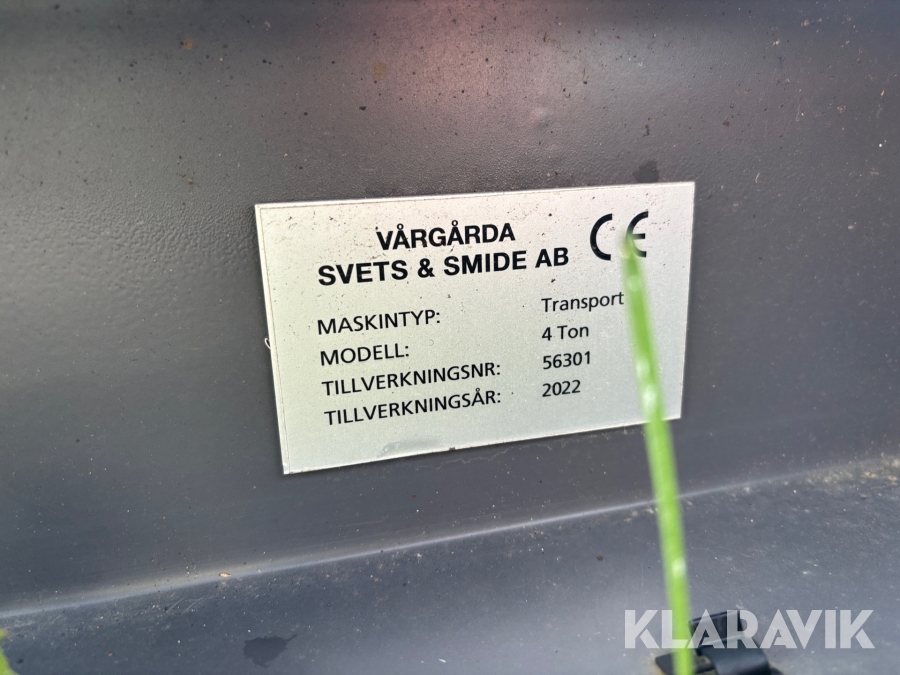 VÅRGÅRDA
SVETS & SMIDE AB
CE
MASKINTYP: Transport
MODELL: 4 Ton
TILLVERKNINGSNR: 56301
TILLVERKNINGSÅR: 2022
KLARAVIK